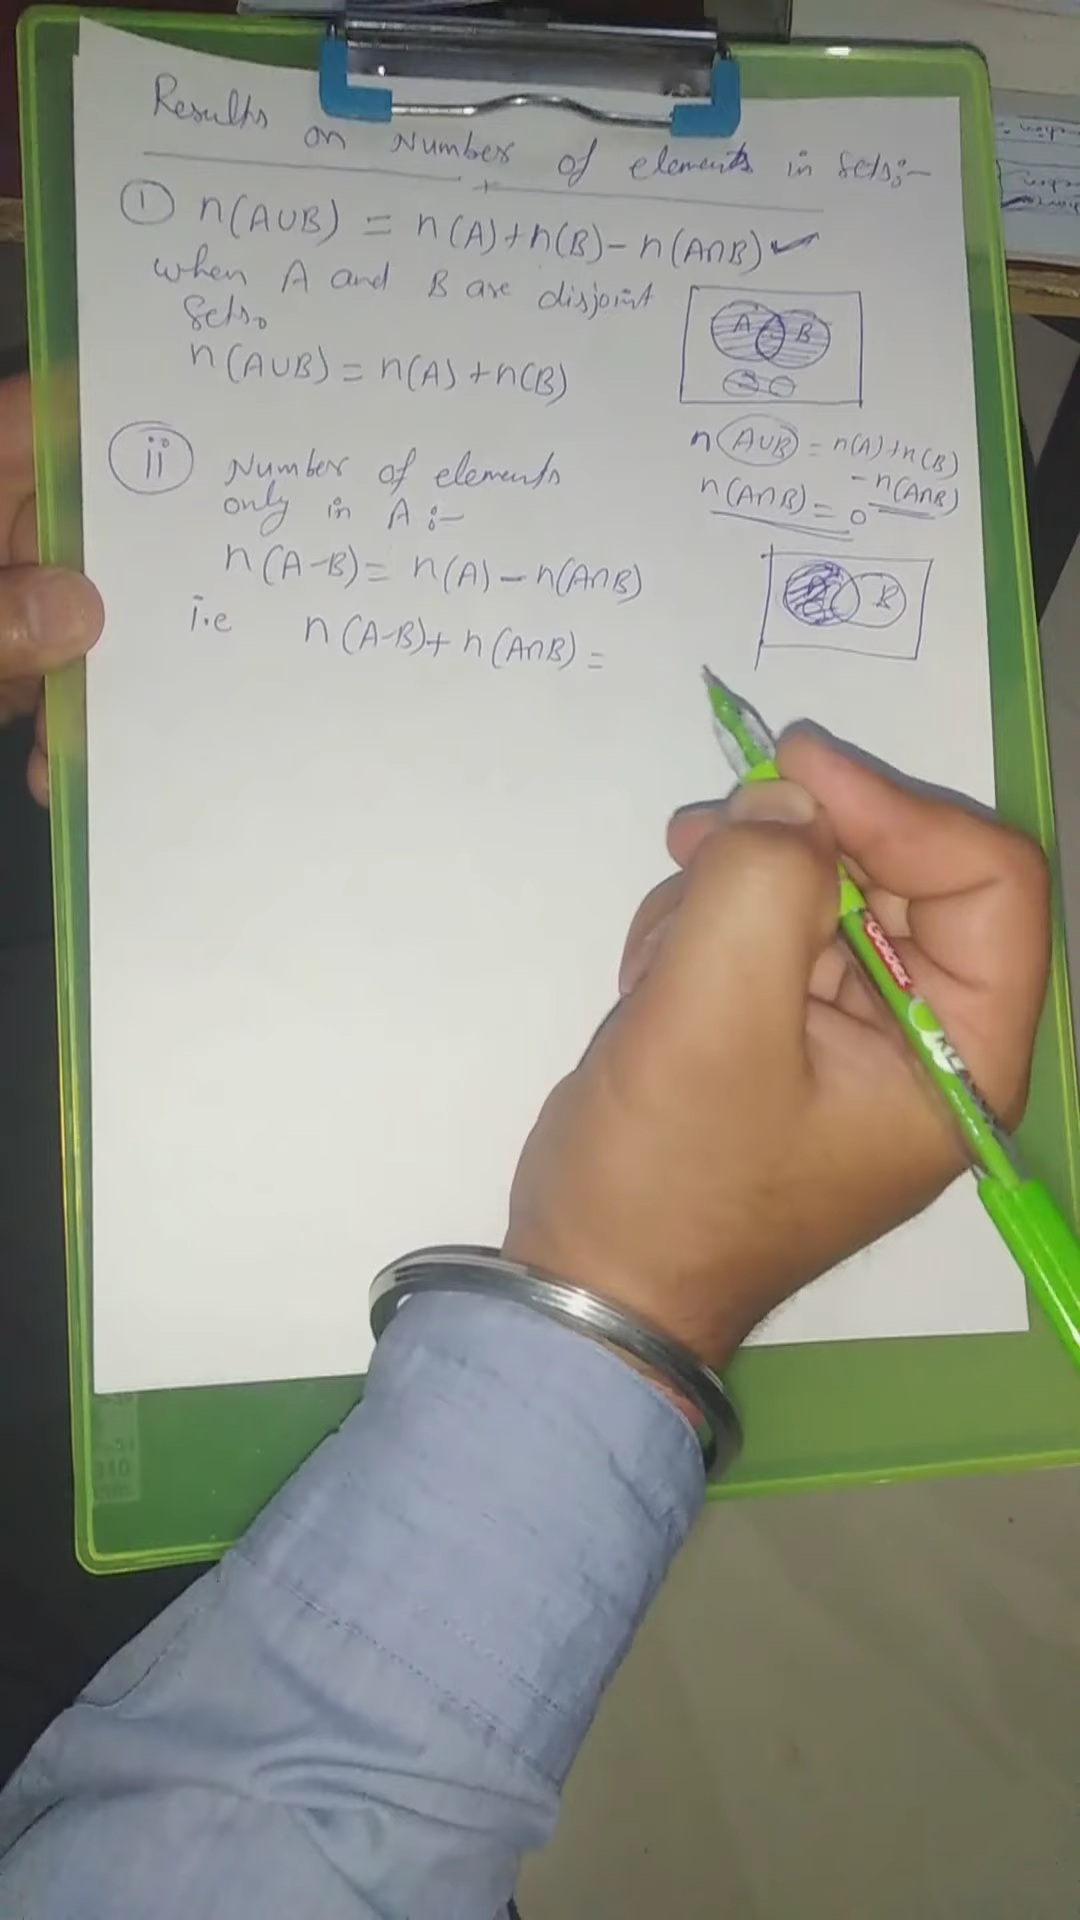 Results on Number of elements in sets:-
① n(A∪B) = n(A)+n(B)-n(A∩B) ✓
when A and B are disjoint
Sets.
n(A∪B) = n(A)+n(B)
A B
n(A∪B) = n(A)+n(B)
-n(A∩B)
n(A∩B) = 0
ii Number of elements
only in A :-
n(A-B) = n(A) - n(A∩B)
i.e n(A-B)+ n(A∩B) =
A B
Goldex